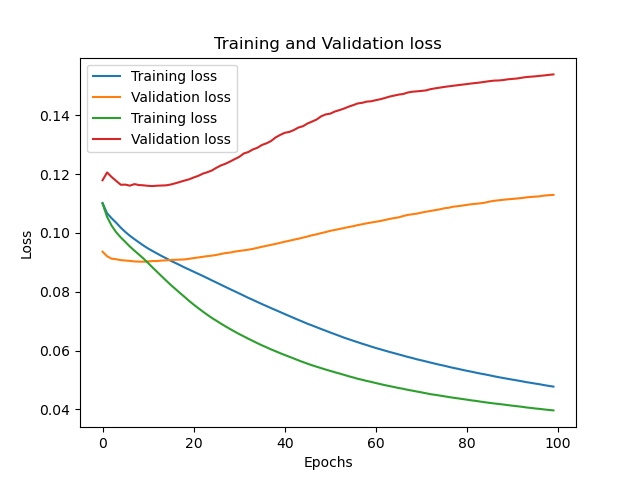 Training and Validation loss
Training loss
Validation loss
Training loss
Validation loss
0.14
0.12
0.10
0.08
0.06
0.04
Loss
0
20
40
60
80
100
Epochs